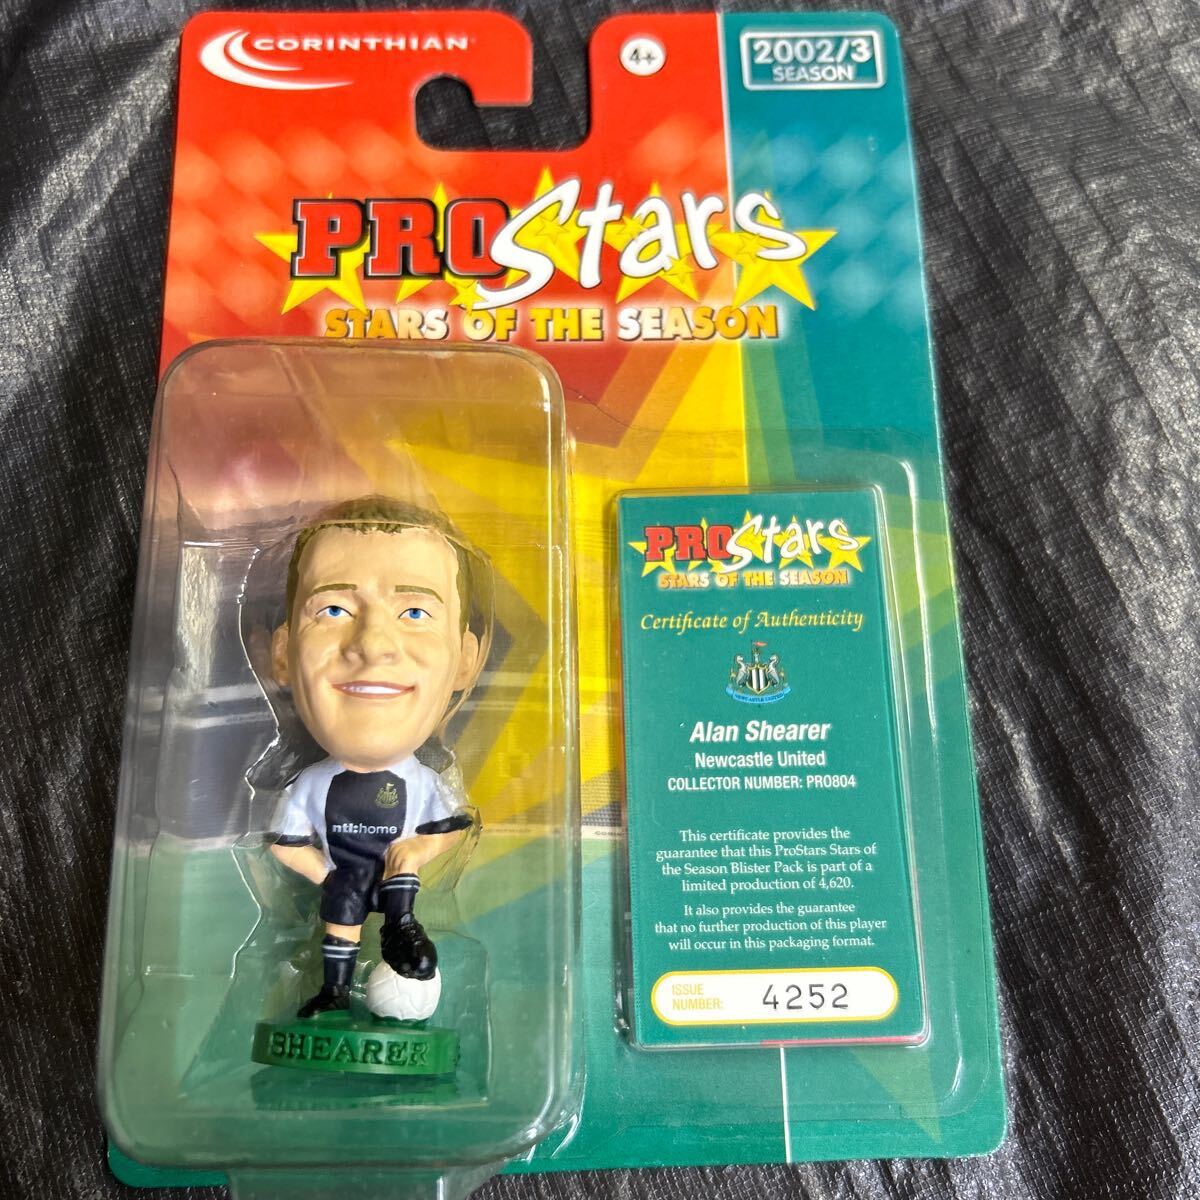 CORINTHIAN
4+
2002/3
SEASON
PROStars
STARS OF THE SEASON
ntl:home
SHEARER
PROStars
STARS OF THE SEASON
Certificate of Authenticity
NEWCASTLE UNITED
Alan Shearer
Newcastle United
COLLECTOR NUMBER: PRO804
This certificate provides the
guarantee that this ProStars Stars of
the Season Blister Pack is part of a
limited production of 4,620.
It also provides the guarantee
that no further production of this player
will occur in this packaging format.
ISSUE
NUMBER: 4252